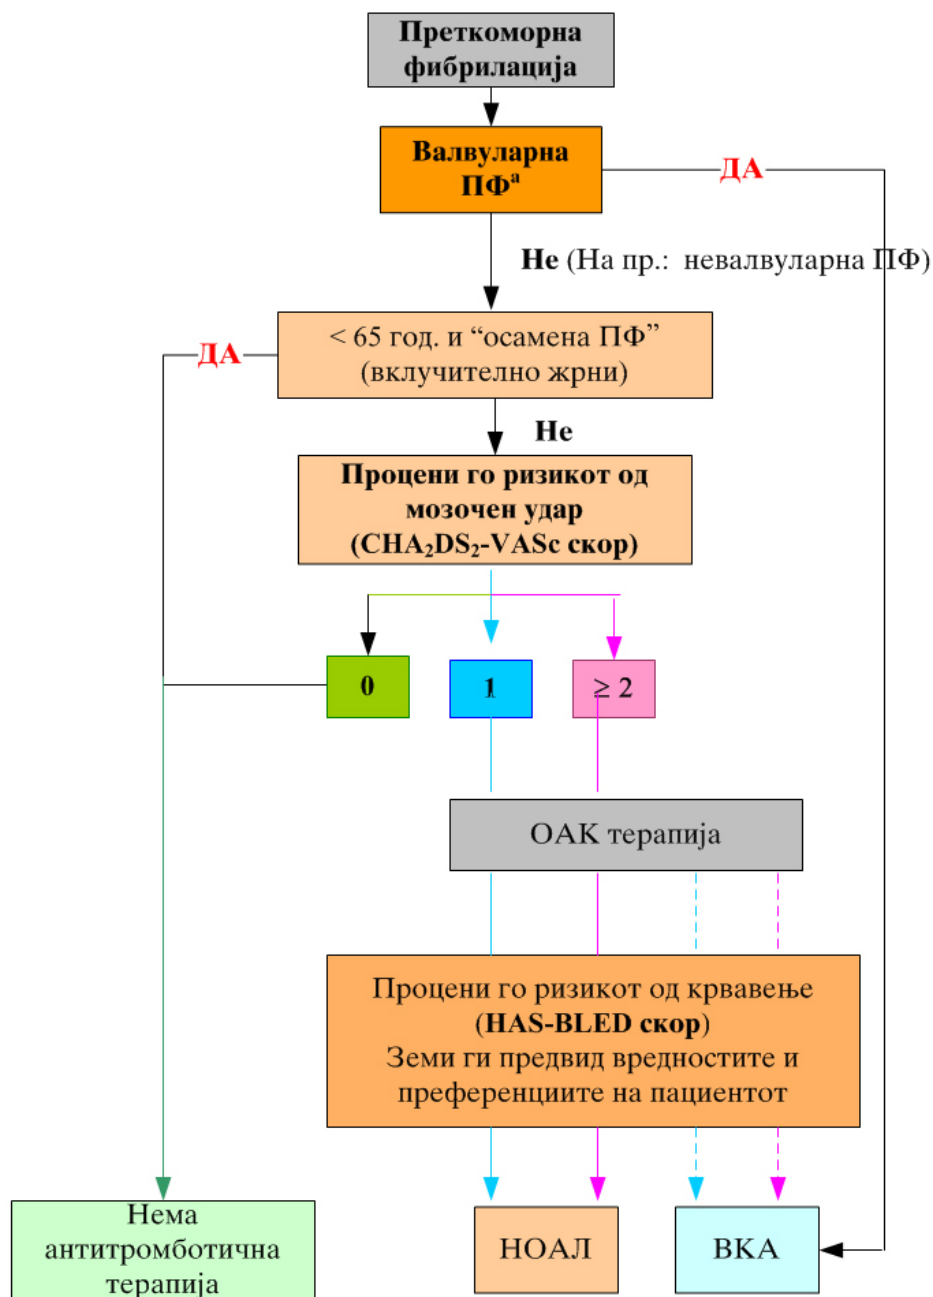 Преткоморна
фибрилација
Валвуларна
ПФᵃ
ДА
Не (На пр.: невалвуларна ПФ)
< 65 год. и “осамена ПФ”
(вклучително жрни)
ДА
Не
Процени го ризикот од
мозочен удар
(CHA₂DS₂-VASc скор)
0
1
≥ 2
ОАК терапија
Процени го ризикот од крвавење
(HAS-BLED скор)
Земи ги предвид вредностите и
преференциите на пациентот
Нема
антитромботична
терапија
НОАЛ
ВКА